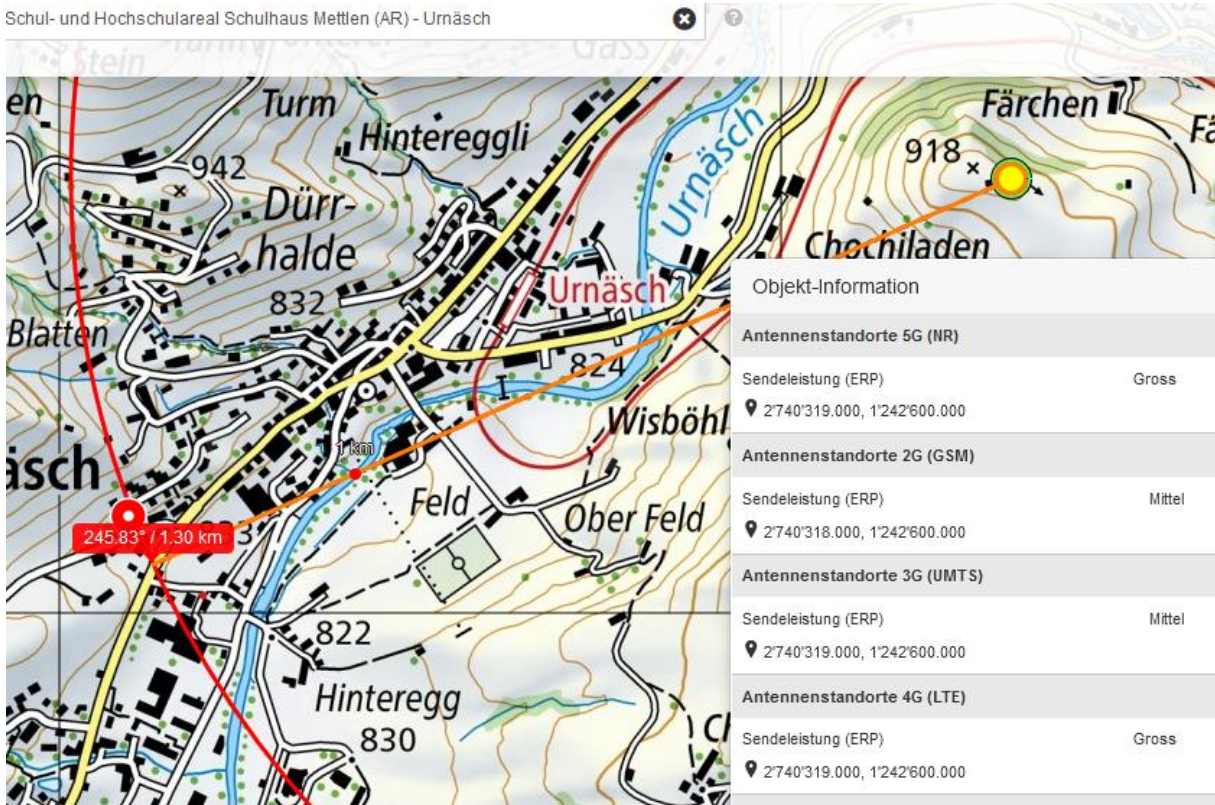 Schul- und Hochschulareal Schulhaus Mettlen (AR) - Urnäsch
Stein
Gass
en
Turm
Hintereggli
Urnäsch
Färchen
918
942
Dürr-
halde
Chochiladen
832
Urnäsch
Blatten
824
Wisböhl
1 km
äsch
Feld
Ober Feld
245.83° / 1.30 km
822
Hinteregg
830
Objekt-Information
Antennenstandorte 5G (NR)
Sendeleistung (ERP) Gross
2'740'319.000, 1'242'600.000
Antennenstandorte 2G (GSM)
Sendeleistung (ERP) Mittel
2'740'318.000, 1'242'600.000
Antennenstandorte 3G (UMTS)
Sendeleistung (ERP) Mittel
2'740'319.000, 1'242'600.000
Antennenstandorte 4G (LTE)
Sendeleistung (ERP) Gross
2'740'319.000, 1'242'600.000